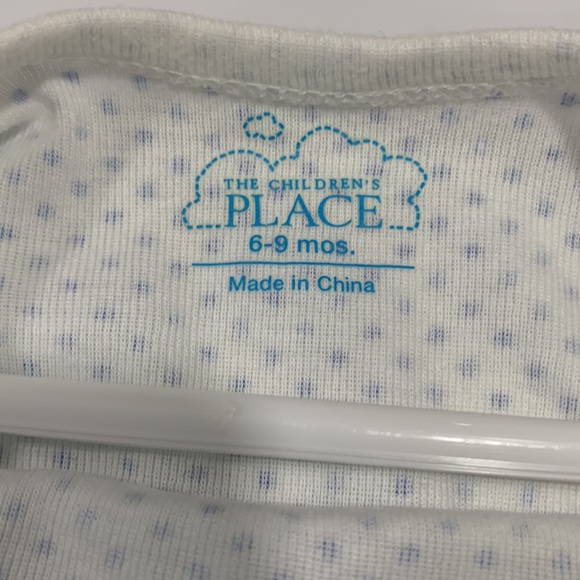 THE CHILDREN'S
PLACE
6-9 mos.
Made in China